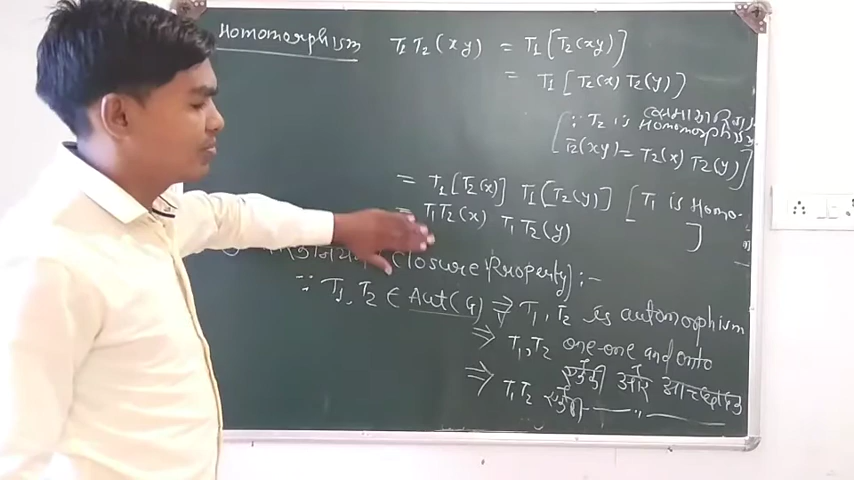 Homomorphism T₁T₂(xy) = T₁[T₂(xy)]
= T₁[T₂(x) T₂(y)]
[∵ T₂ is Homomorphism
T₂(xy) = T₂(x) T₂(y)]
= T₁[T₂(x)] T₁[T₂(y)] [T₁ is Homo-
= T₁T₂(x) T₁T₂(y) ]
(Closure Property) :-
∵ T₁, T₂ ∈ Aut(G) ⇒ T₁, T₂ is automorphism
⇒ T₁, T₂ one-one and onto
एकैकी और आच्छादक
⇒ T₁T₂ एकैकी — " —